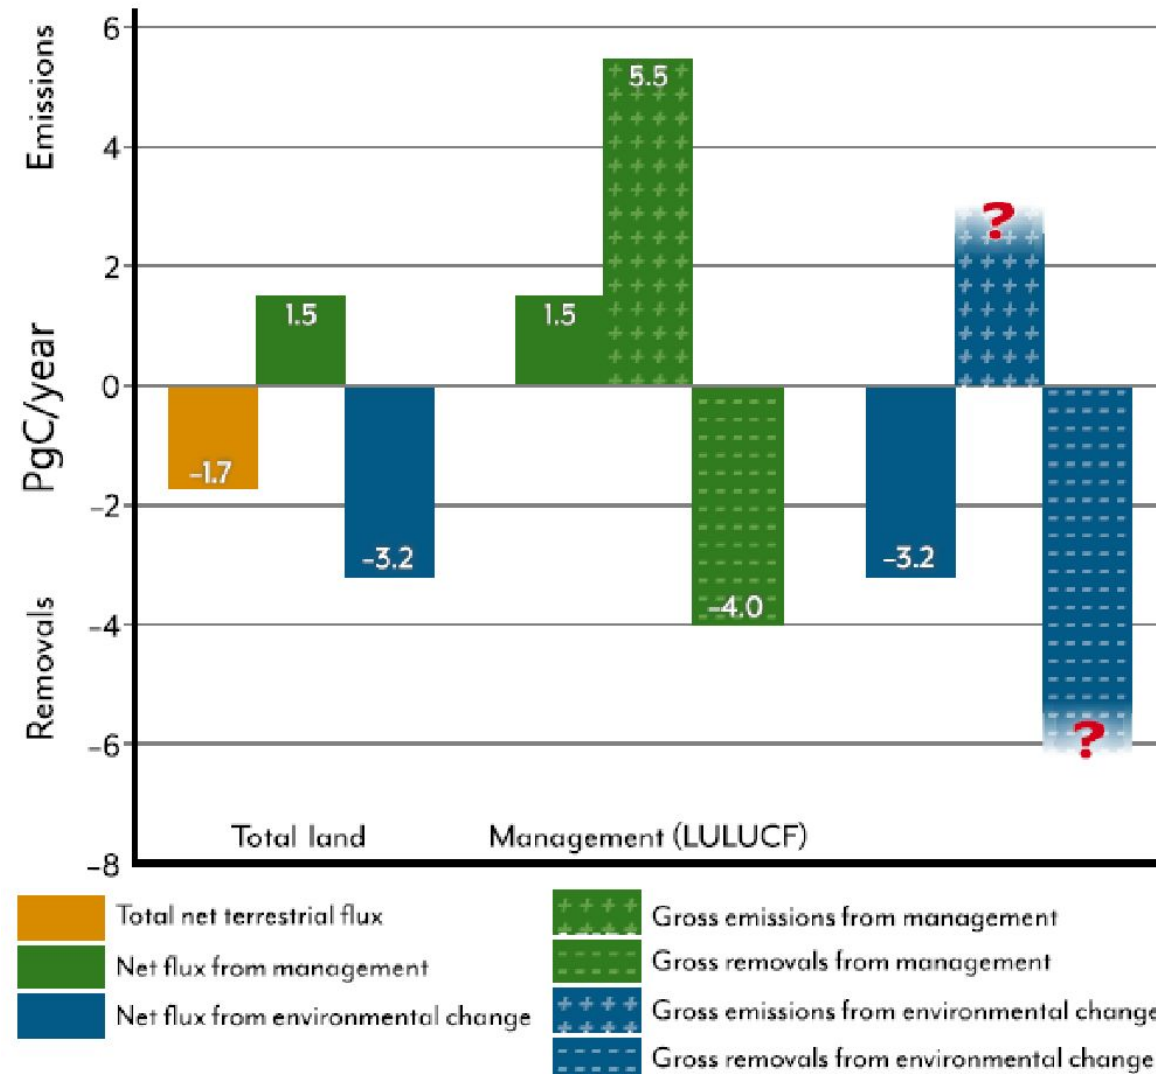 Emissions
PgC/year
Removals
6
4
2
0
−2
−4
−6
−8
−1.7
1.5
−3.2
1.5
5.5
−4.0
−3.2
?
?
Total land
Management (LULUCF)
Total net terrestrial flux
Net flux from management
Net flux from environmental change
Gross emissions from management
Gross removals from management
Gross emissions from environmental change
Gross removals from environmental change